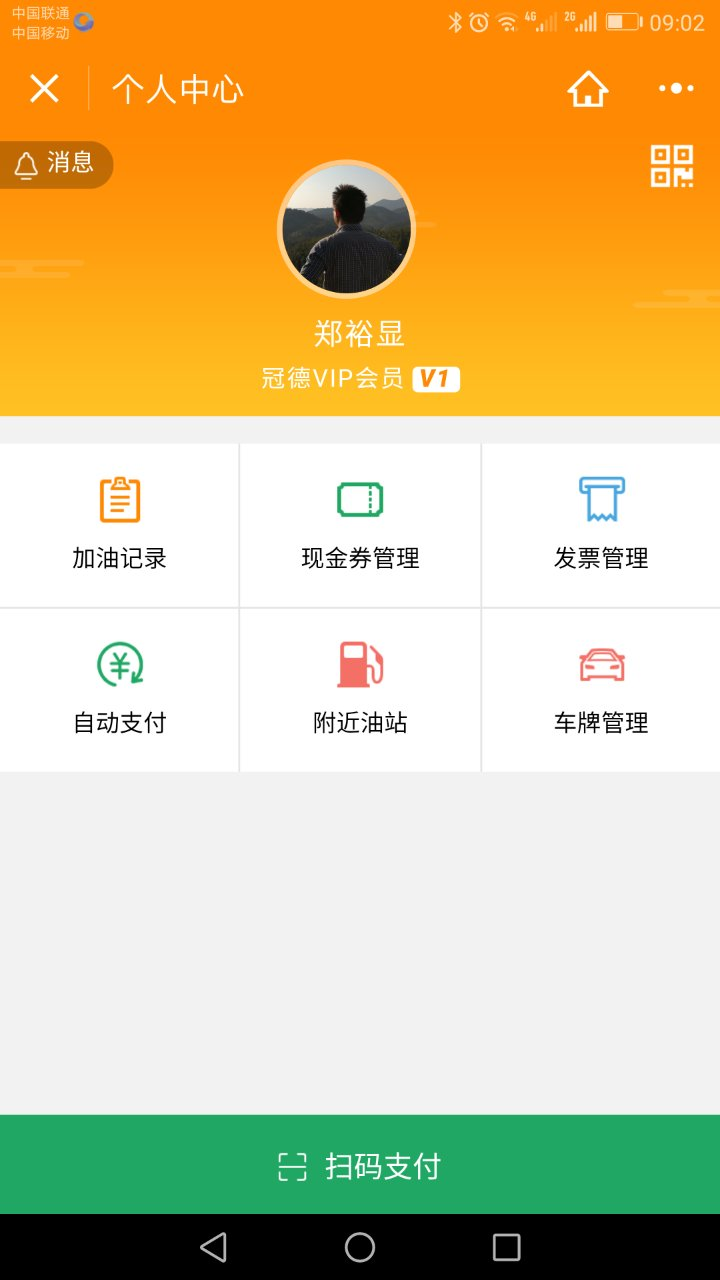 中国联通
中国移动
4G 2G 09:02
个人中心
消息
郑裕显
冠德VIP会员 V1
加油记录 现金券管理 发票管理
自动支付 附近油站 车牌管理
扫码支付